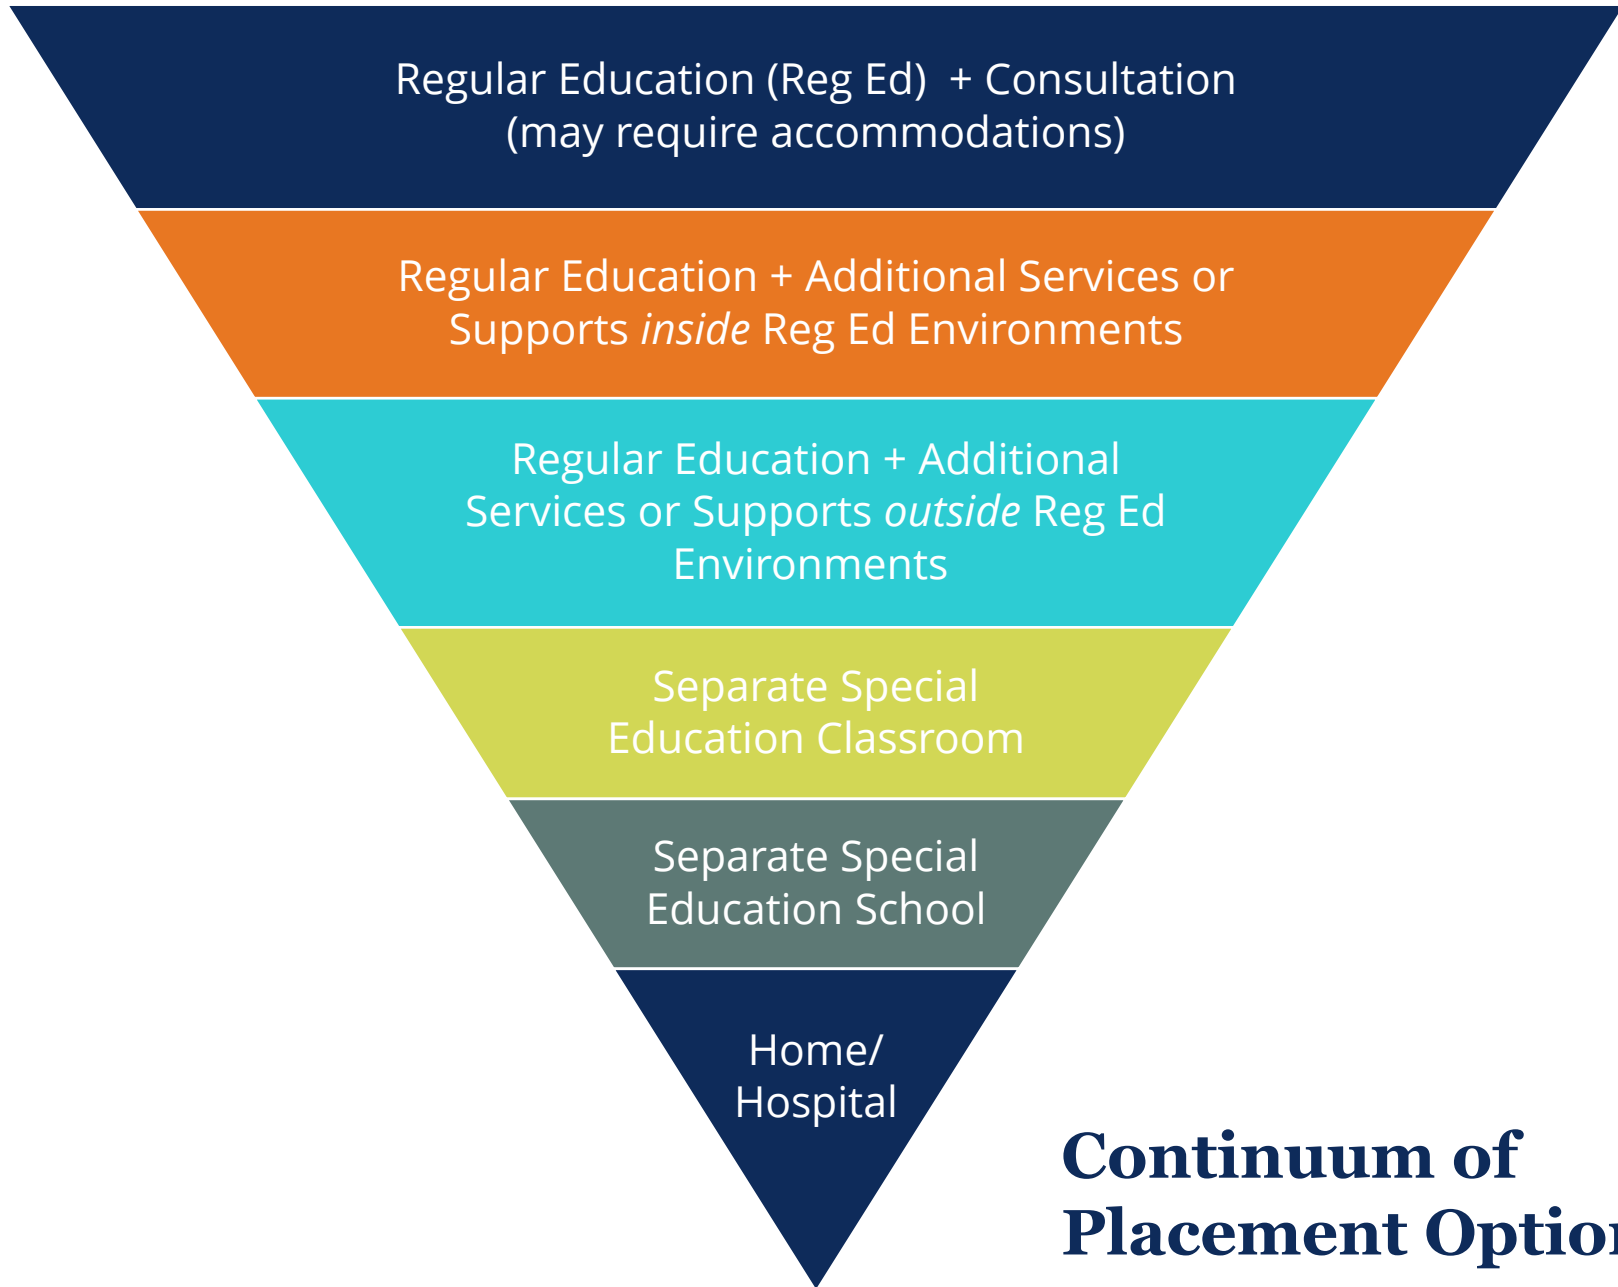 Regular Education (Reg Ed)  + Consultation
(may require accommodations)
Regular Education + Additional Services or
Supports inside Reg Ed Environments
Regular Education + Additional
Services or Supports outside Reg Ed
Environments
Separate Special
Education Classroom
Separate Special
Education School
Home/
Hospital
Continuum of
Placement